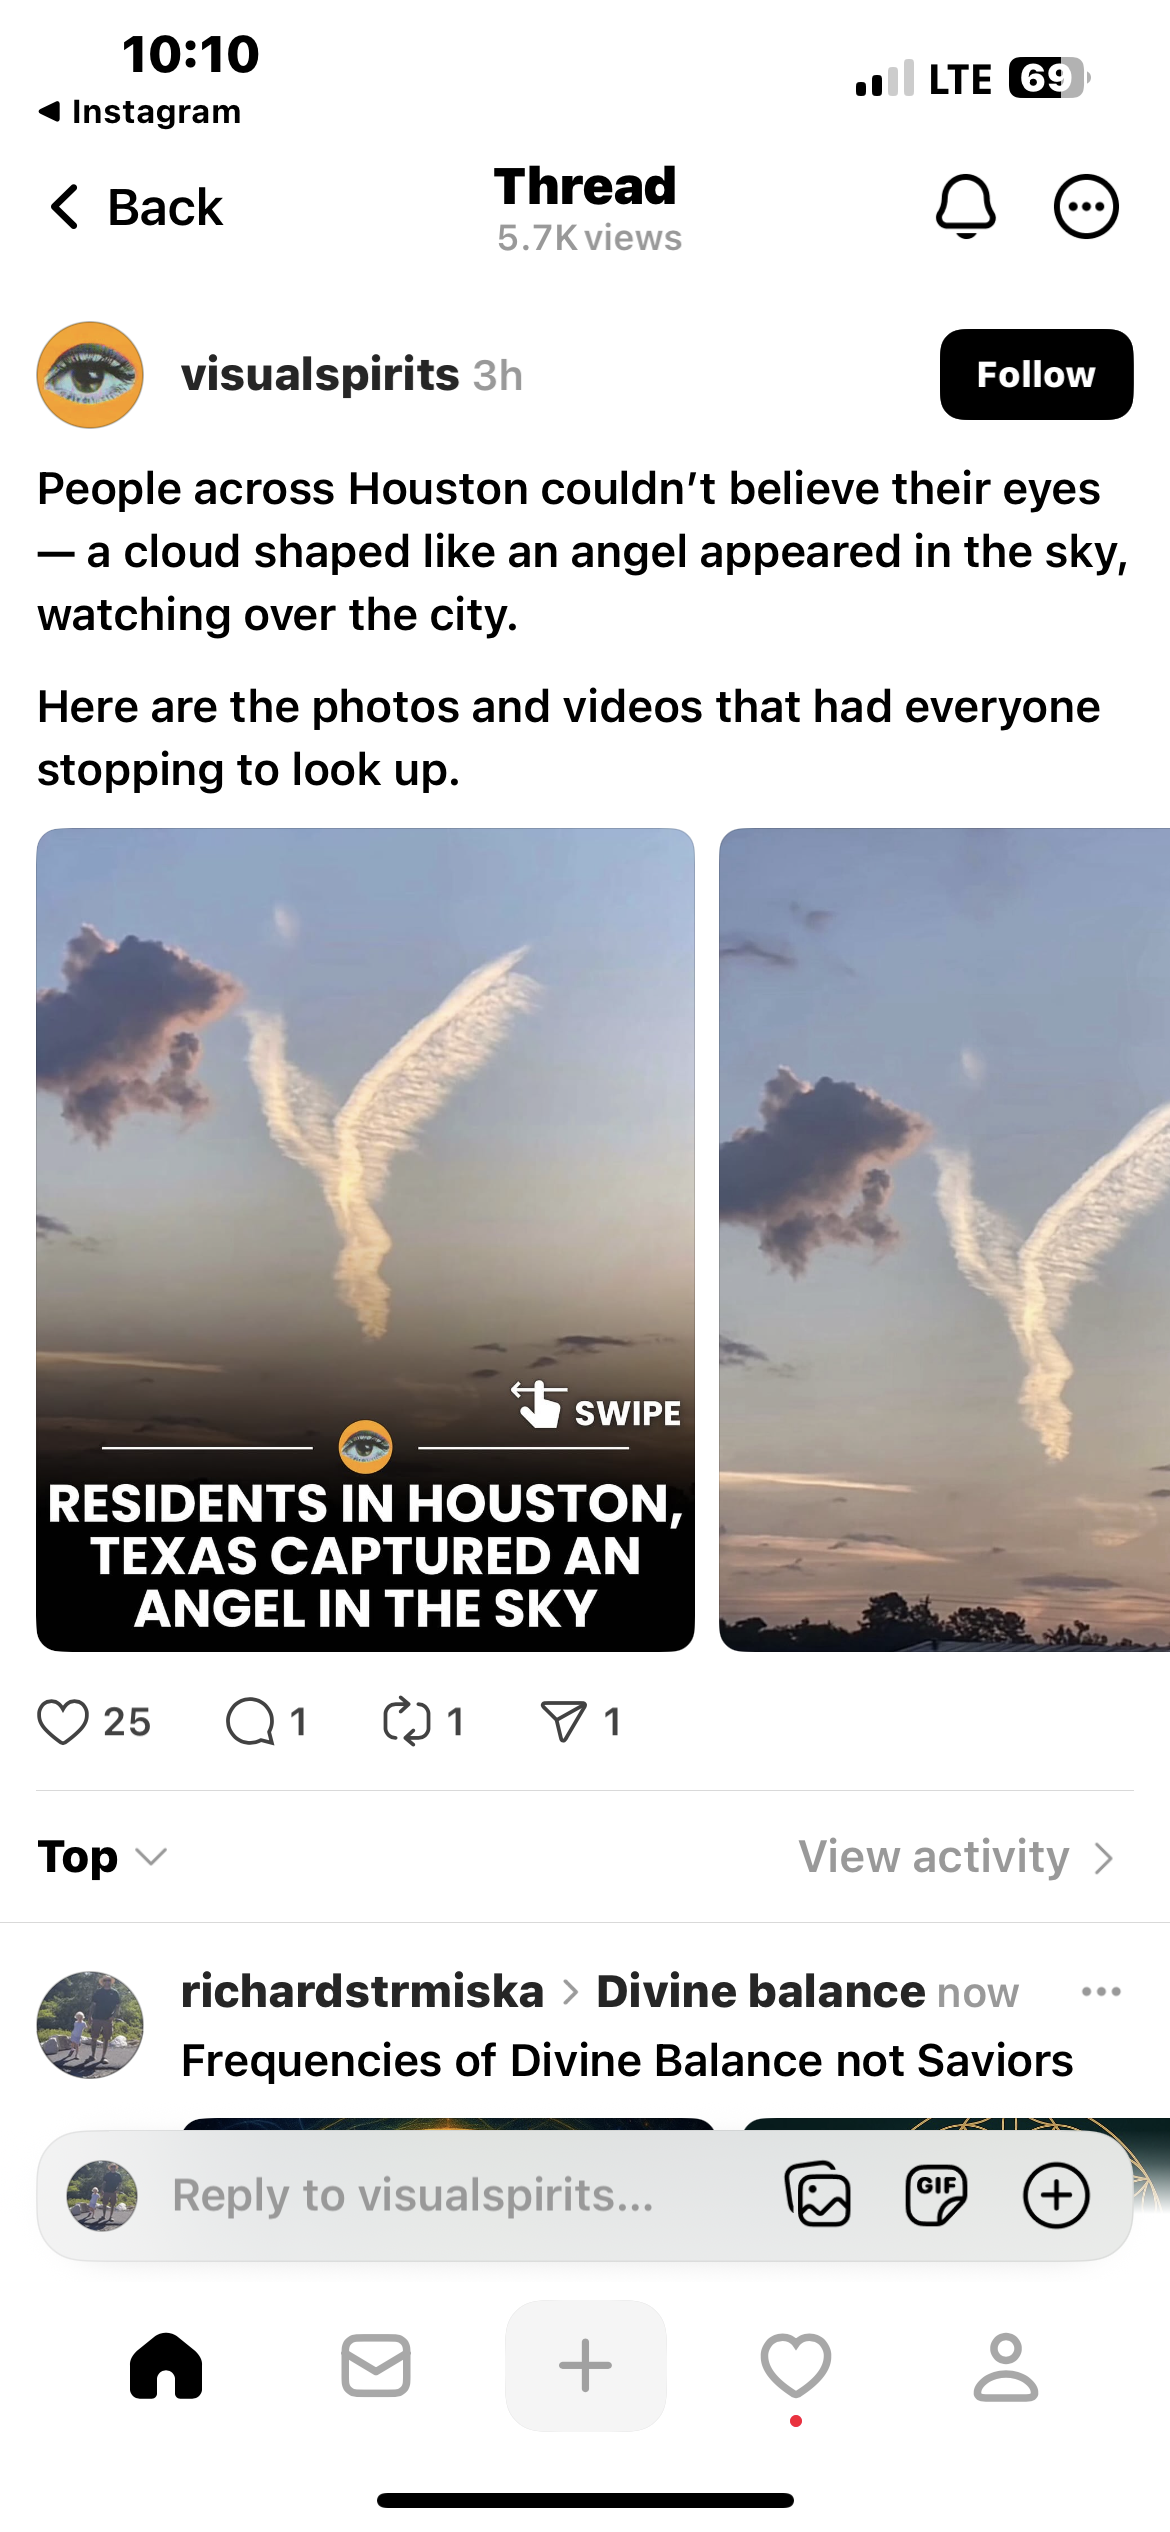 10:10
Instagram
LTE 69
Back
Thread
5.7K views
visualspirits 3h
Follow
People across Houston couldn’t believe their eyes
— a cloud shaped like an angel appeared in the sky,
watching over the city.
Here are the photos and videos that had everyone
stopping to look up.
SWIPE
RESIDENTS IN HOUSTON,
TEXAS CAPTURED AN
ANGEL IN THE SKY
25 1 1 1
Top
View activity
richardstrmiska > Divine balance now
Frequencies of Divine Balance not Saviors
Reply to visualspirits...
GIF